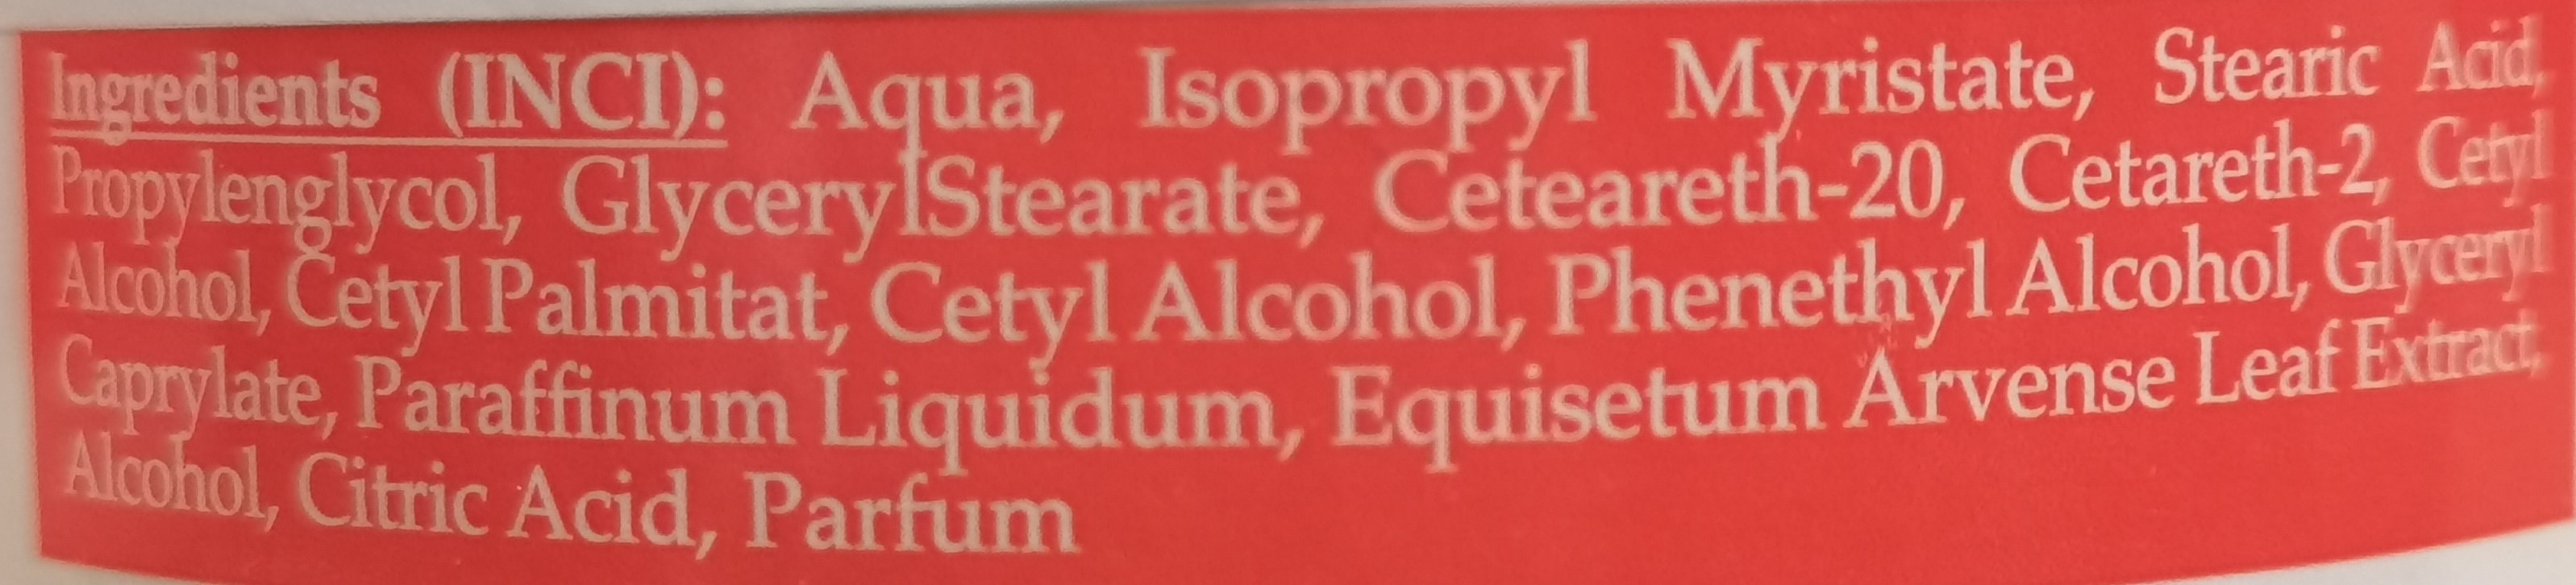 Ingredients (INCI): Aqua, Isopropyl Myristate, Stearic Acid,
Propylenglycol, GlycerylStearate, Ceteareth-20, Cetareth-2, Cetyl
Alcohol, Cetyl Palmitat, Cetyl Alcohol, Phenethyl Alcohol, Glyceryl
Caprylate, Paraffinum Liquidum, Equisetum Arvense Leaf Extract,
Alcohol, Citric Acid, Parfum